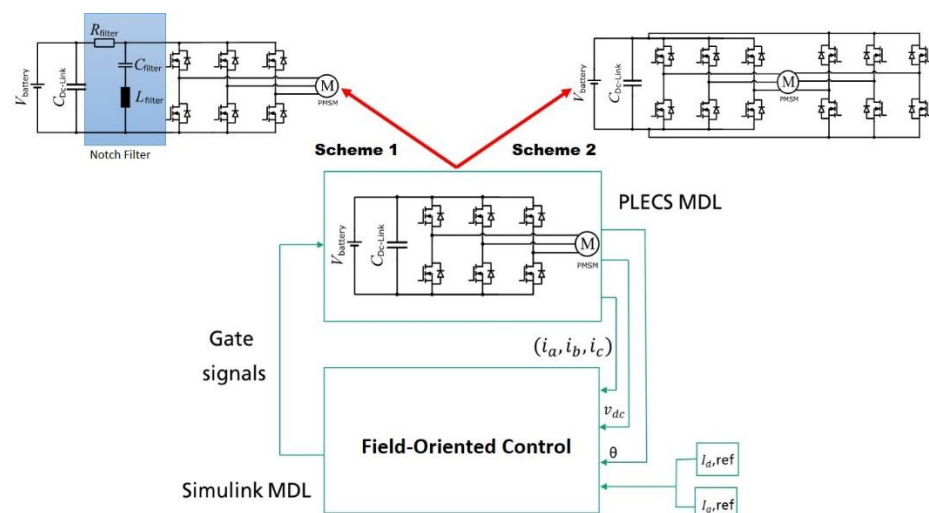 R_filter
C_filter
L_filter
V_battery
C_Dc-Link
M
PMSM
Notch Filter
Scheme 1
V_battery
C_Dc-Link
M
PMSM
Scheme 2
PLECS MDL
V_battery
C_Dc-Link
M
PMSM
Gate
signals
(i_a, i_b, i_c)
v_dc
θ
Field-Oriented Control
Simulink MDL
I_d,ref
I_q,ref